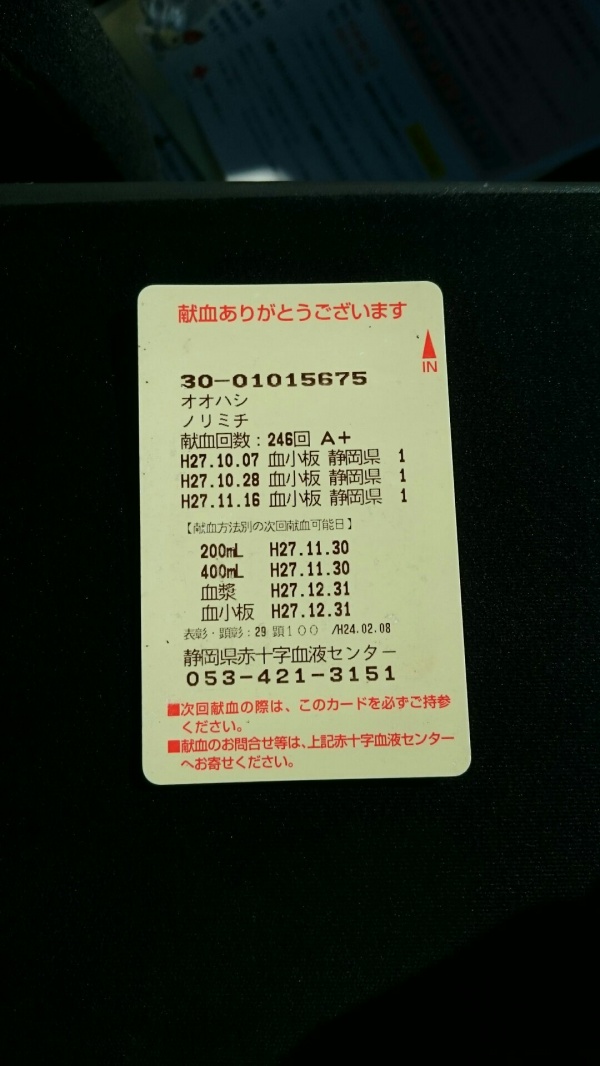 献血ありがとうございます
IN
30-01015675
オオハシ
ノリミチ
献血回数：246回 A+
H27.10.07 血小板 静岡県 1
H27.10.28 血小板 静岡県 1
H27.11.16 血小板 静岡県 1
【献血方法別の次回献血可能日】
200mL H27.11.30
400mL H27.11.30
血漿 H27.12.31
血小板 H27.12.31
表彰・顕彰：29 顕100 /H24.02.08
静岡県赤十字血液センター
053-421-3151
■次回献血の際は、このカードを必ずご持参
ください。
■献血のお問合せ等は、上記赤十字血液センター
へお寄せください。